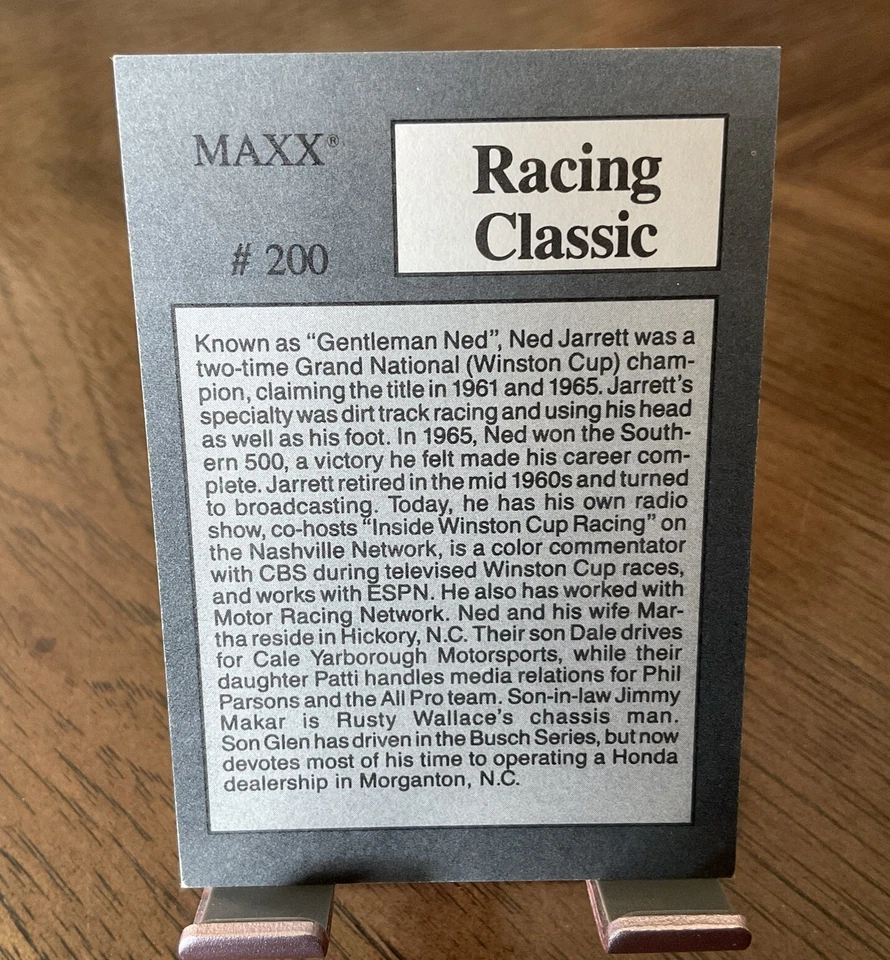 MAXX®
Racing
Classic
# 200
Known as “Gentleman Ned”, Ned Jarrett was a
two-time Grand National (Winston Cup) cham-
pion, claiming the title in 1961 and 1965. Jarrett’s
specialty was dirt track racing and using his head
as well as his foot. In 1965, Ned won the South-
ern 500, a victory he felt made his career com-
plete. Jarrett retired in the mid 1960s and turned
to broadcasting. Today, he has his own radio
show, co-hosts “Inside Winston Cup Racing” on
the Nashville Network, is a color commentator
with CBS during televised Winston Cup races,
and works with ESPN. He also has worked with
Motor Racing Network. Ned and his wife Mar-
tha reside in Hickory, N.C. Their son Dale drives
for Cale Yarborough Motorsports, while their
daughter Patti handles media relations for Phil
Parsons and the All Pro team. Son-in-law Jimmy
Makar is Rusty Wallace’s chassis man.
Son Glen has driven in the Busch Series, but now
devotes most of his time to operating a Honda
dealership in Morganton, N.C.